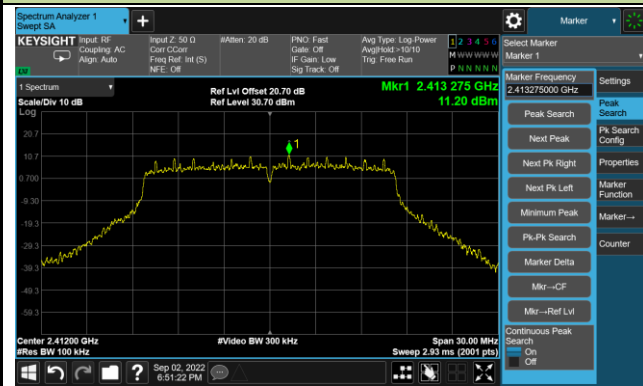 Spectrum Analyzer 1
Swept SA
Marker
KEYSIGHT
Input: RF
Coupling: AC
Align: Auto
Input Z: 50 Ω
Corr CCorr
Freq Ref: Int (S)
NFE: Off
#Atten: 20 dB
PNO: Fast
Gate: Off
IF Gain: Low
Sig Track: Off
Avg Type: Log-Power
Avg|Hold:>10/10
Trig: Free Run
1 2 3 4 5 6
M W W W W W
P N N N N N
LXI
Select Marker
Marker 1
1 Spectrum
Scale/Div 10 dB
Log
Ref Lvl Offset 20.70 dB
Ref Level 30.70 dBm
Mkr1 2.413 275 GHz
11.20 dBm
20.7
10.7
0.700
-9.30
-19.3
-29.3
-39.3
-49.3
-59.3
1
Center 2.41200 GHz
#Res BW 100 kHz
#Video BW 300 kHz
Span 30.00 MHz
Sweep 2.93 ms (2001 pts)
Marker Frequency
2.413275000 GHz
Peak Search
Next Peak
Next Pk Right
Next Pk Left
Minimum Peak
Pk-Pk Search
Marker Delta
Mkr→CF
Mkr→Ref Lvl
Continuous Peak
Search
On
Off
Settings
Peak
Search
Pk Search
Config
Properties
Marker
Function
Marker→
Counter
Sep 02, 2022
6:51:22 PM